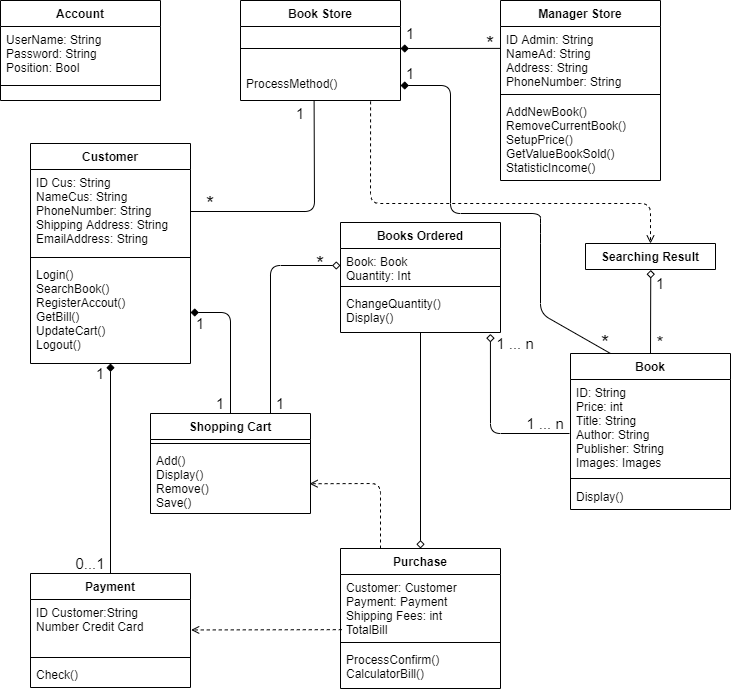 Account
UserName: String
Password: String
Position: Bool
Book Store
ProcessMethod()
1
*
1
1
Manager Store
ID Admin: String
NameAd: String
Address: String
PhoneNumber: String
AddNewBook()
RemoveCurrentBook()
SetupPrice()
GetValueBookSold()
StatisticIncome()
Customer
ID Cus: String
NameCus: String
PhoneNumber: String
Shipping Address: String
EmailAddress: String
Login()
SearchBook()
RegisterAccout()
GetBill()
UpdateCart()
Logout()
*
1
1
Books Ordered
Book: Book
Quantity: Int
ChangeQuantity()
Display()
*
1 ... n
Searching Result
1
*
*
Book
ID: String
Price: int
Title: String
Author: String
Publisher: String
Images: Images
Display()
1 ... n
1
1
Shopping Cart
Add()
Display()
Remove()
Save()
0...1
Payment
ID Customer:String
Number Credit Card
Check()
Purchase
Customer: Customer
Payment: Payment
Shipping Fees: int
TotalBill
ProcessConfirm()
CalculatorBill()